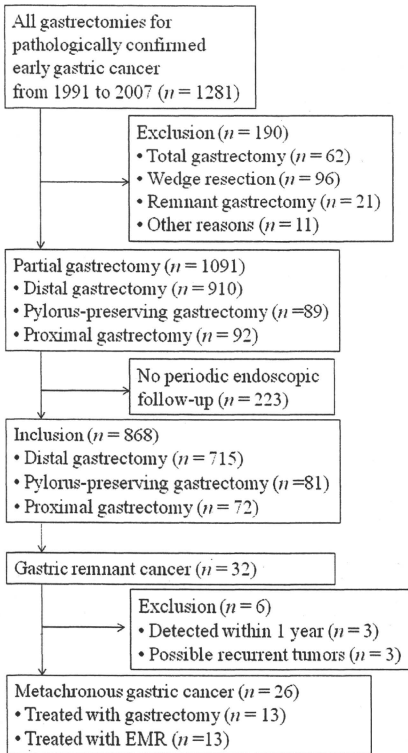 All gastrectomies for
pathologically confirmed
early gastric cancer
from 1991 to 2007 (n = 1281)
Exclusion (n = 190)
• Total gastrectomy (n = 62)
• Wedge resection (n = 96)
• Remnant gastrectomy (n = 21)
• Other reasons (n = 11)
Partial gastrectomy (n = 1091)
• Distal gastrectomy (n = 910)
• Pylorus-preserving gastrectomy (n =89)
• Proximal gastrectomy (n = 92)
No periodic endoscopic
follow-up (n = 223)
Inclusion (n = 868)
• Distal gastrectomy (n = 715)
• Pylorus-preserving gastrectomy (n =81)
• Proximal gastrectomy (n = 72)
Gastric remnant cancer (n = 32)
Exclusion (n = 6)
• Detected within 1 year (n = 3)
• Possible recurrent tumors (n = 3)
Metachronous gastric cancer (n = 26)
• Treated with gastrectomy (n = 13)
• Treated with EMR (n =13)